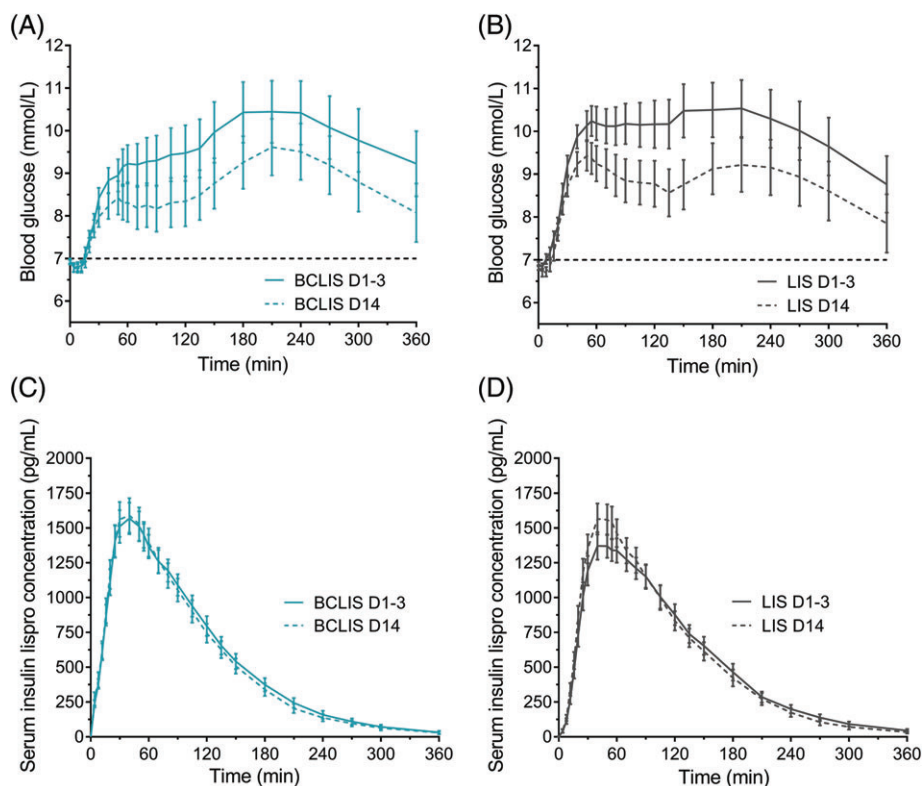 (A)
Blood glucose (mmol/L)
12
11
10
9
8
7
6
0 60 120 180 240 300 360
Time (min)
BCLIS D1-3
BCLIS D14
(B)
Blood glucose (mmol/L)
12
11
10
9
8
7
6
0 60 120 180 240 300 360
Time (min)
LIS D1-3
LIS D14
(C)
Serum insulin lispro concentration (pg/mL)
2000
1750
1500
1250
1000
750
500
250
0
0 60 120 180 240 300 360
Time (min)
BCLIS D1-3
BCLIS D14
(D)
Serum insulin lispro concentration (pg/mL)
2000
1750
1500
1250
1000
750
500
250
0
0 60 120 180 240 300 360
Time (min)
LIS D1-3
LIS D14